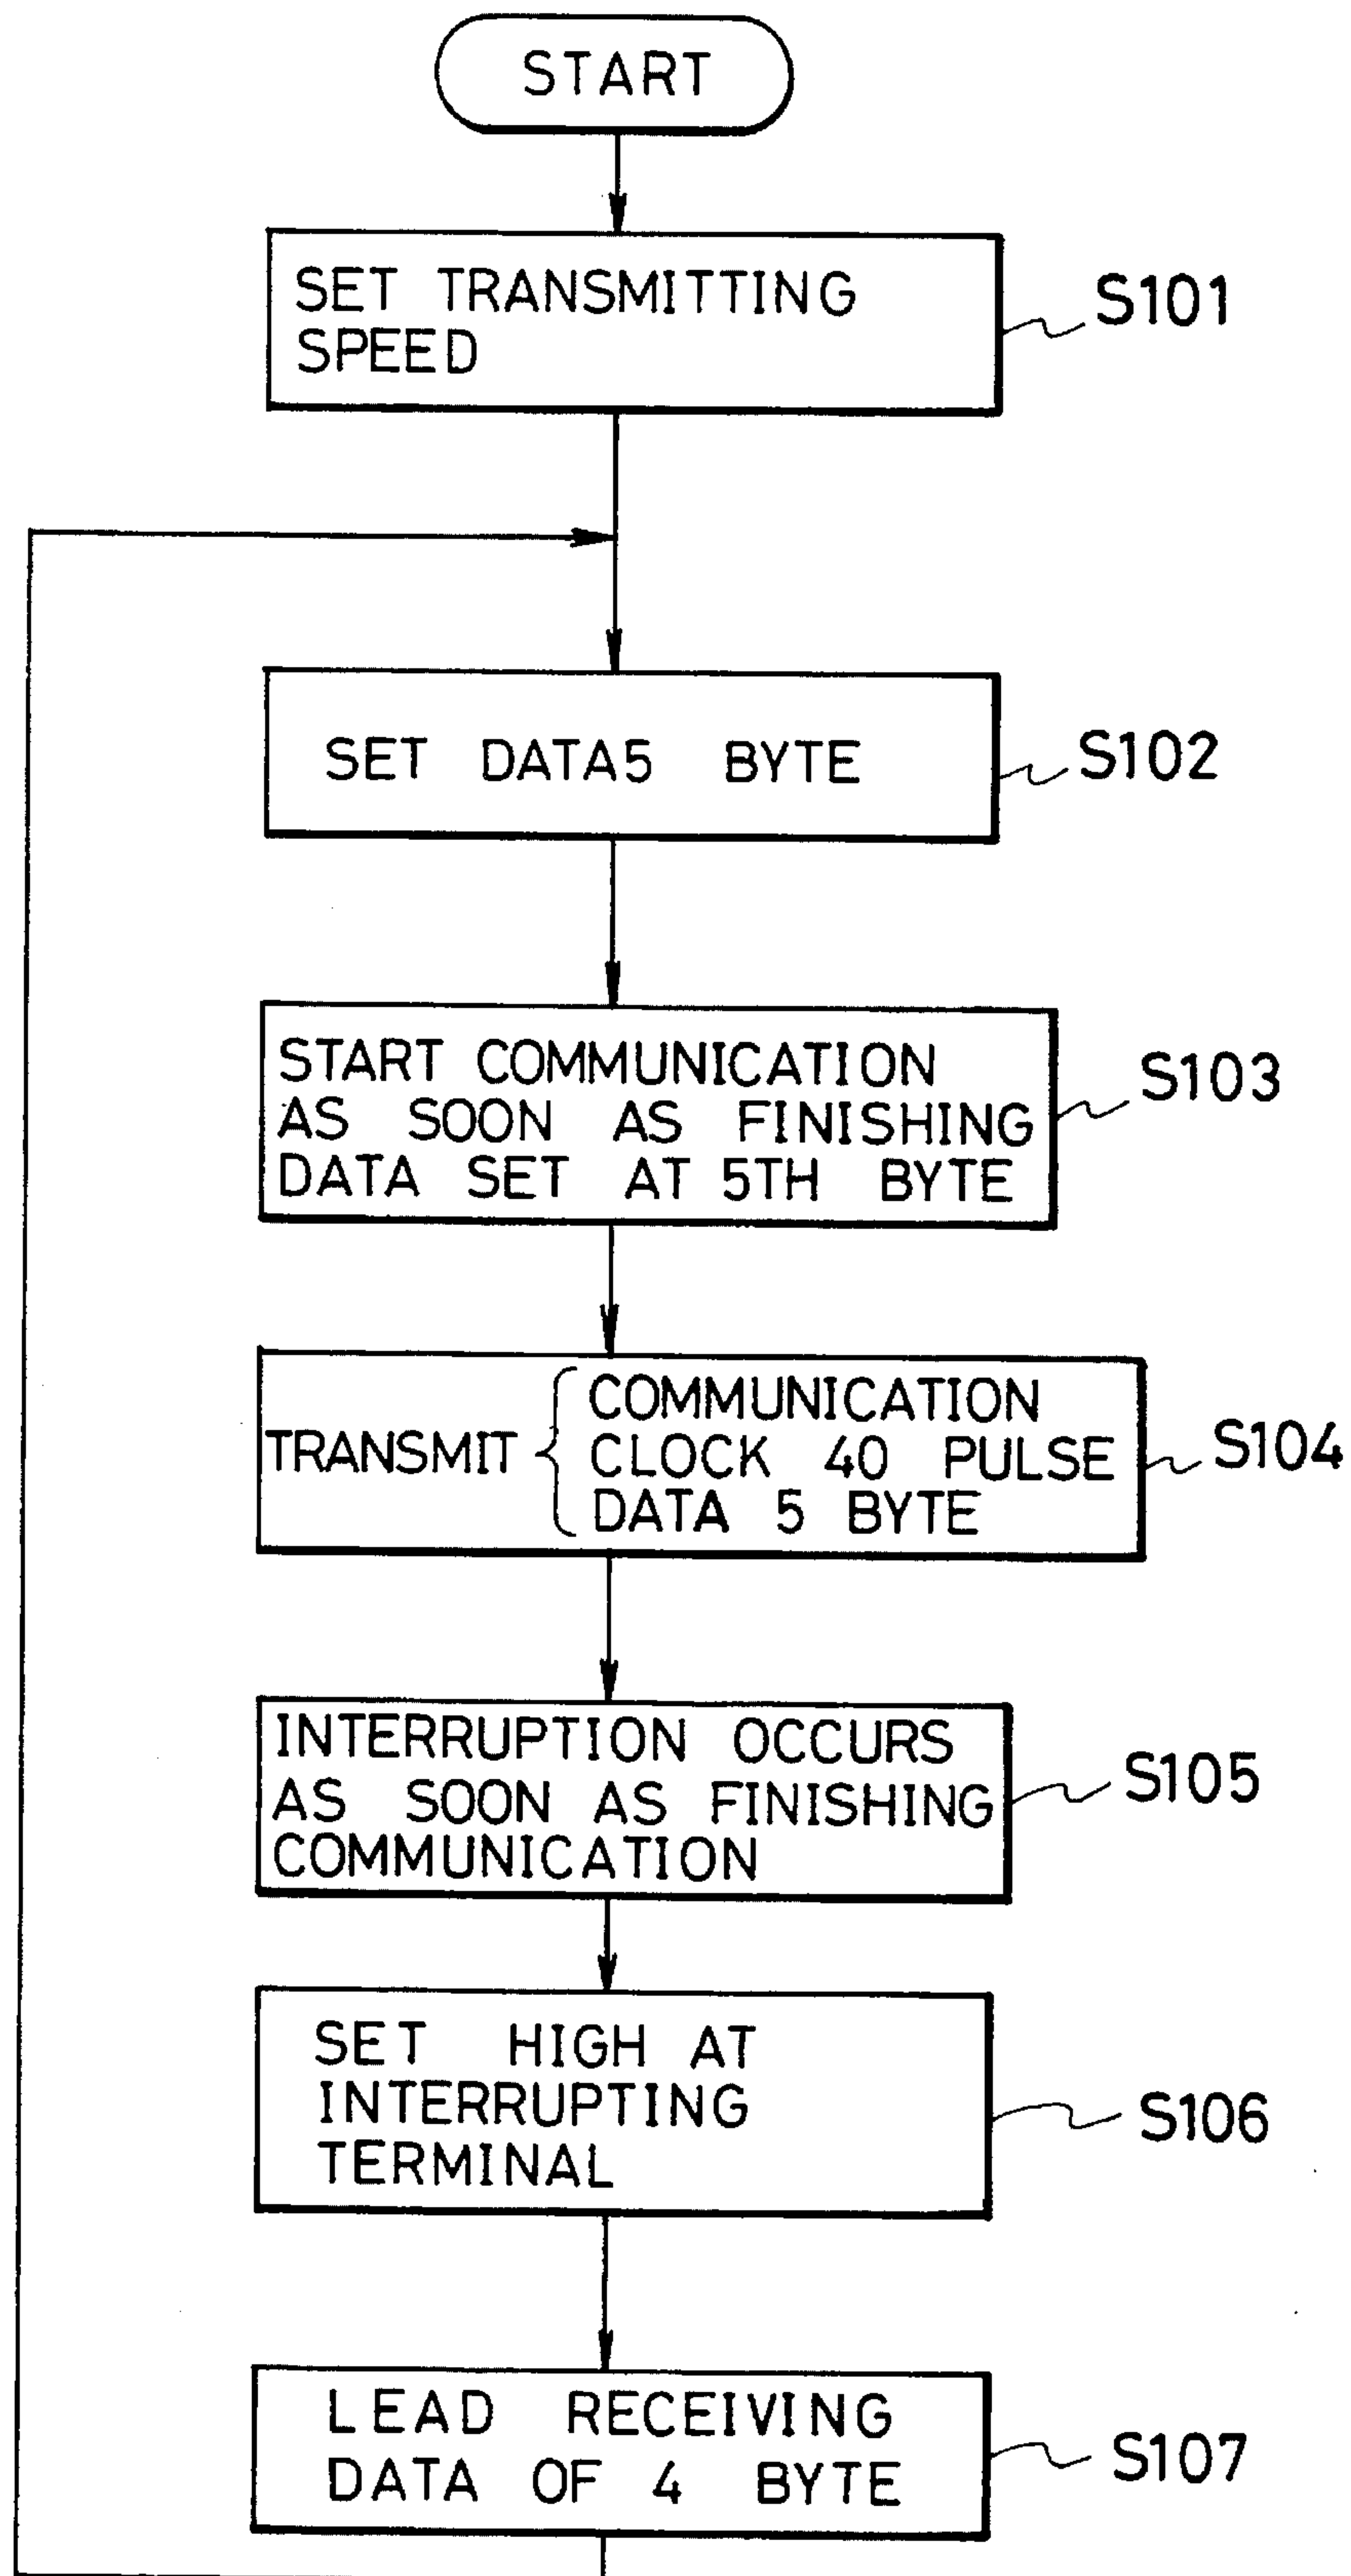 START
SET TRANSMITTING
SPEED
S101
SET DATA5 BYTE
S102
START COMMUNICATION
AS SOON AS FINISHING
DATA SET AT 5TH BYTE
S103
TRANSMIT
COMMUNICATION
CLOCK 40 PULSE
DATA 5 BYTE
S104
INTERRUPTION OCCURS
AS SOON AS FINISHING
COMMUNICATION
S105
SET HIGH AT
INTERRUPTING
TERMINAL
S106
LEAD RECEIVING
DATA OF 4 BYTE
S107